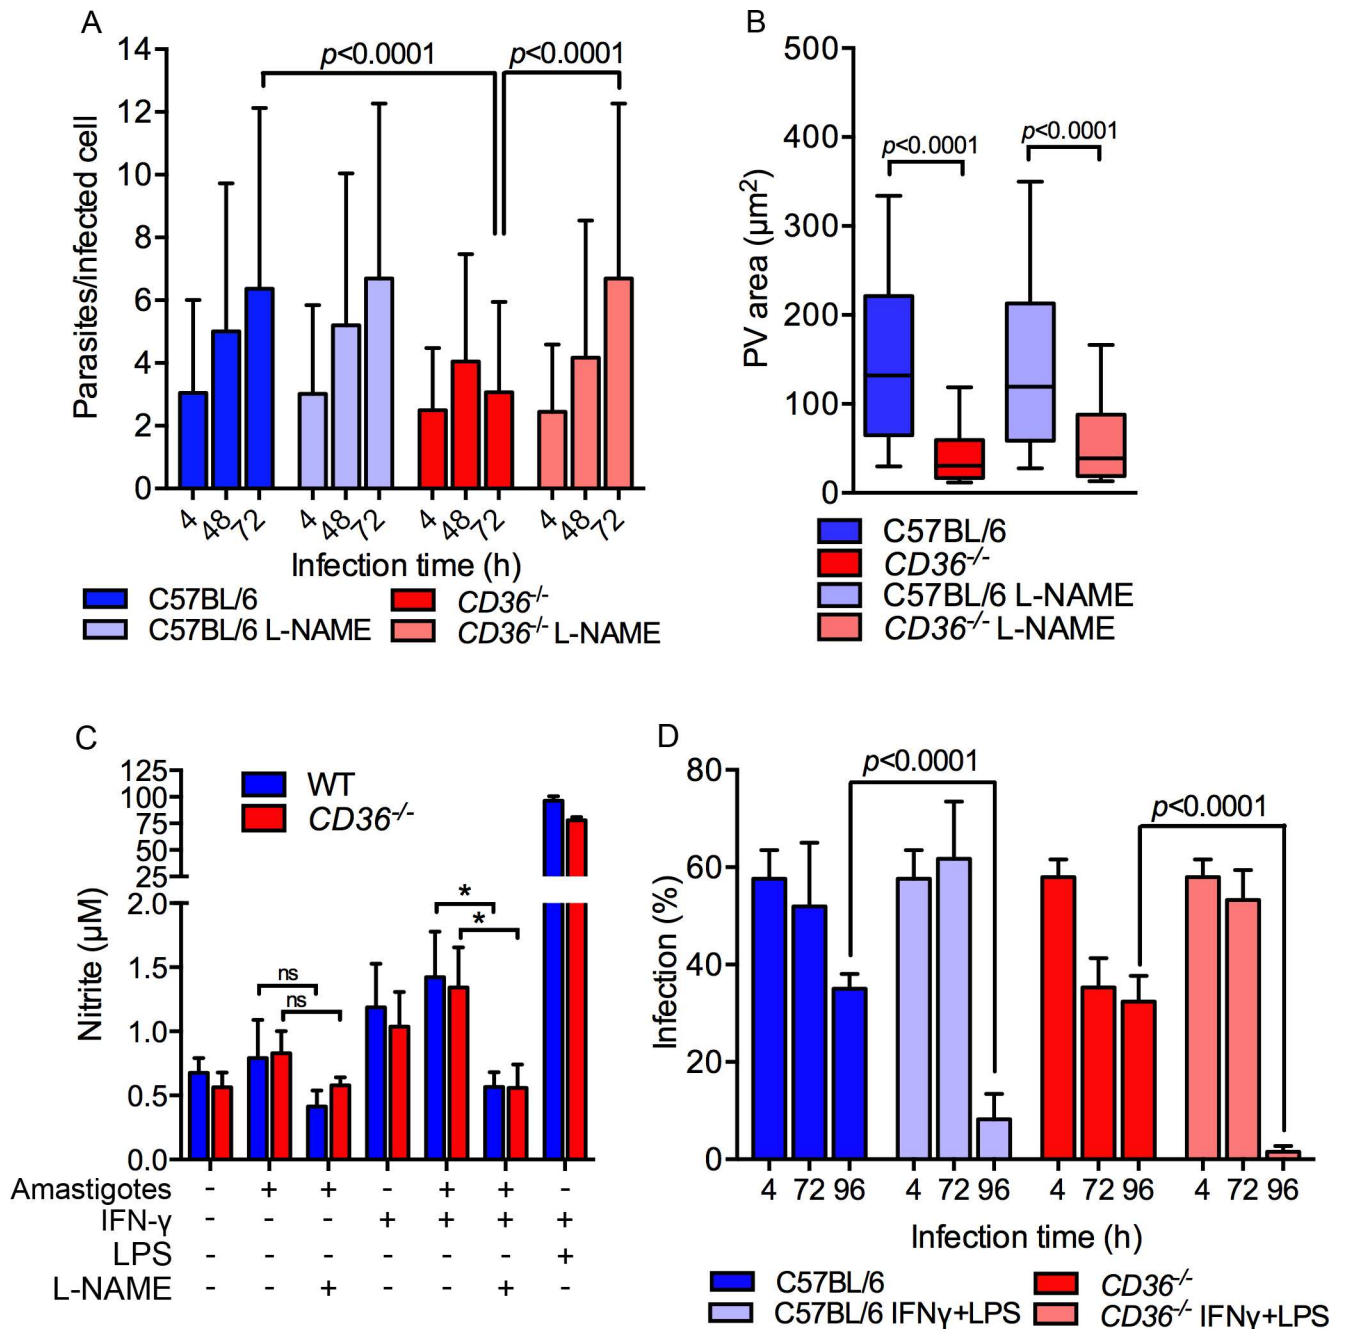 A
14
12
10
8
6
4
2
0
Parasites/infected cell
p<0.0001
p<0.0001
4 48 72 4 48 72 4 48 72 4 48 72
Infection time (h)
C57BL/6
C57BL/6 L-NAME
CD36-/-
CD36-/- L-NAME
B
500
400
300
200
100
0
PV area (µm²)
p<0.0001
p<0.0001
C57BL/6
CD36-/-
C57BL/6 L-NAME
CD36-/- L-NAME
C
125
100
75
50
25
2.0
1.5
1.0
0.5
0.0
Nitrite (µM)
WT
CD36-/-
ns
ns
*
*
Amastigotes - + + - + + -
IFN-γ - - - + + + +
LPS - - - - - - +
L-NAME - - + - - + -
D
80
60
40
20
0
Infection (%)
p<0.0001
p<0.0001
4 72 96 4 72 96 4 72 96 4 72 96
Infection time (h)
C57BL/6
C57BL/6 IFNγ+LPS
CD36-/-
CD36-/- IFNγ+LPS